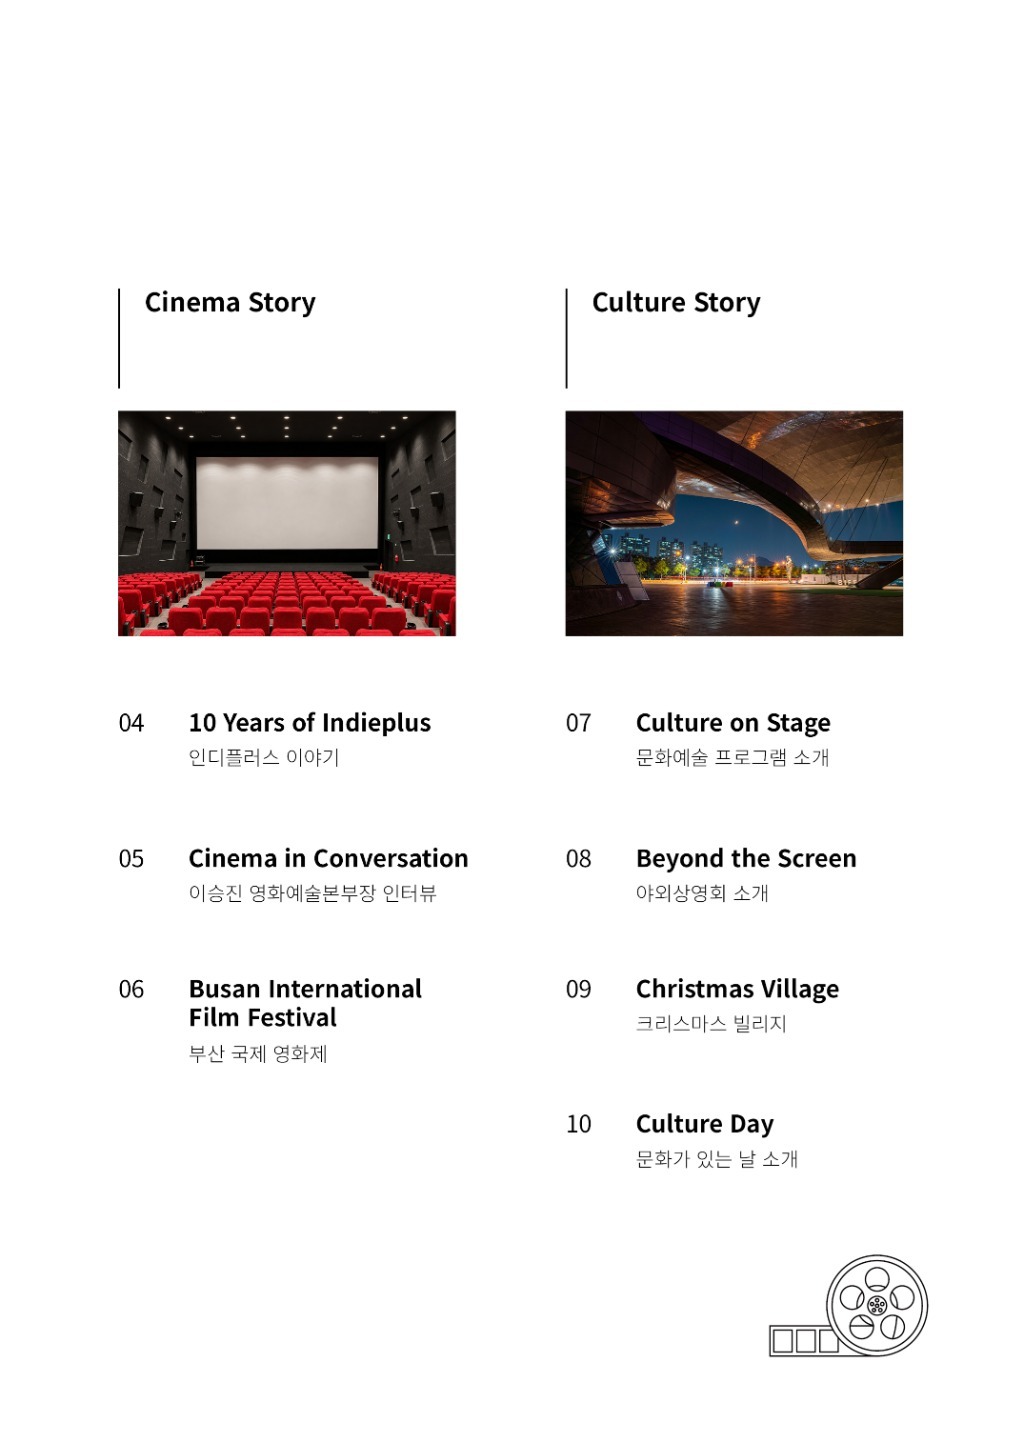 Cinema Story
04 10 Years of Indieplus
인디플러스 이야기
05 Cinema in Conversation
이승진 영화예술본부장 인터뷰
06 Busan International
Film Festival
부산 국제 영화제
Culture Story
07 Culture on Stage
문화예술 프로그램 소개
08 Beyond the Screen
야외상영회 소개
09 Christmas Village
크리스마스 빌리지
10 Culture Day
문화가 있는 날 소개